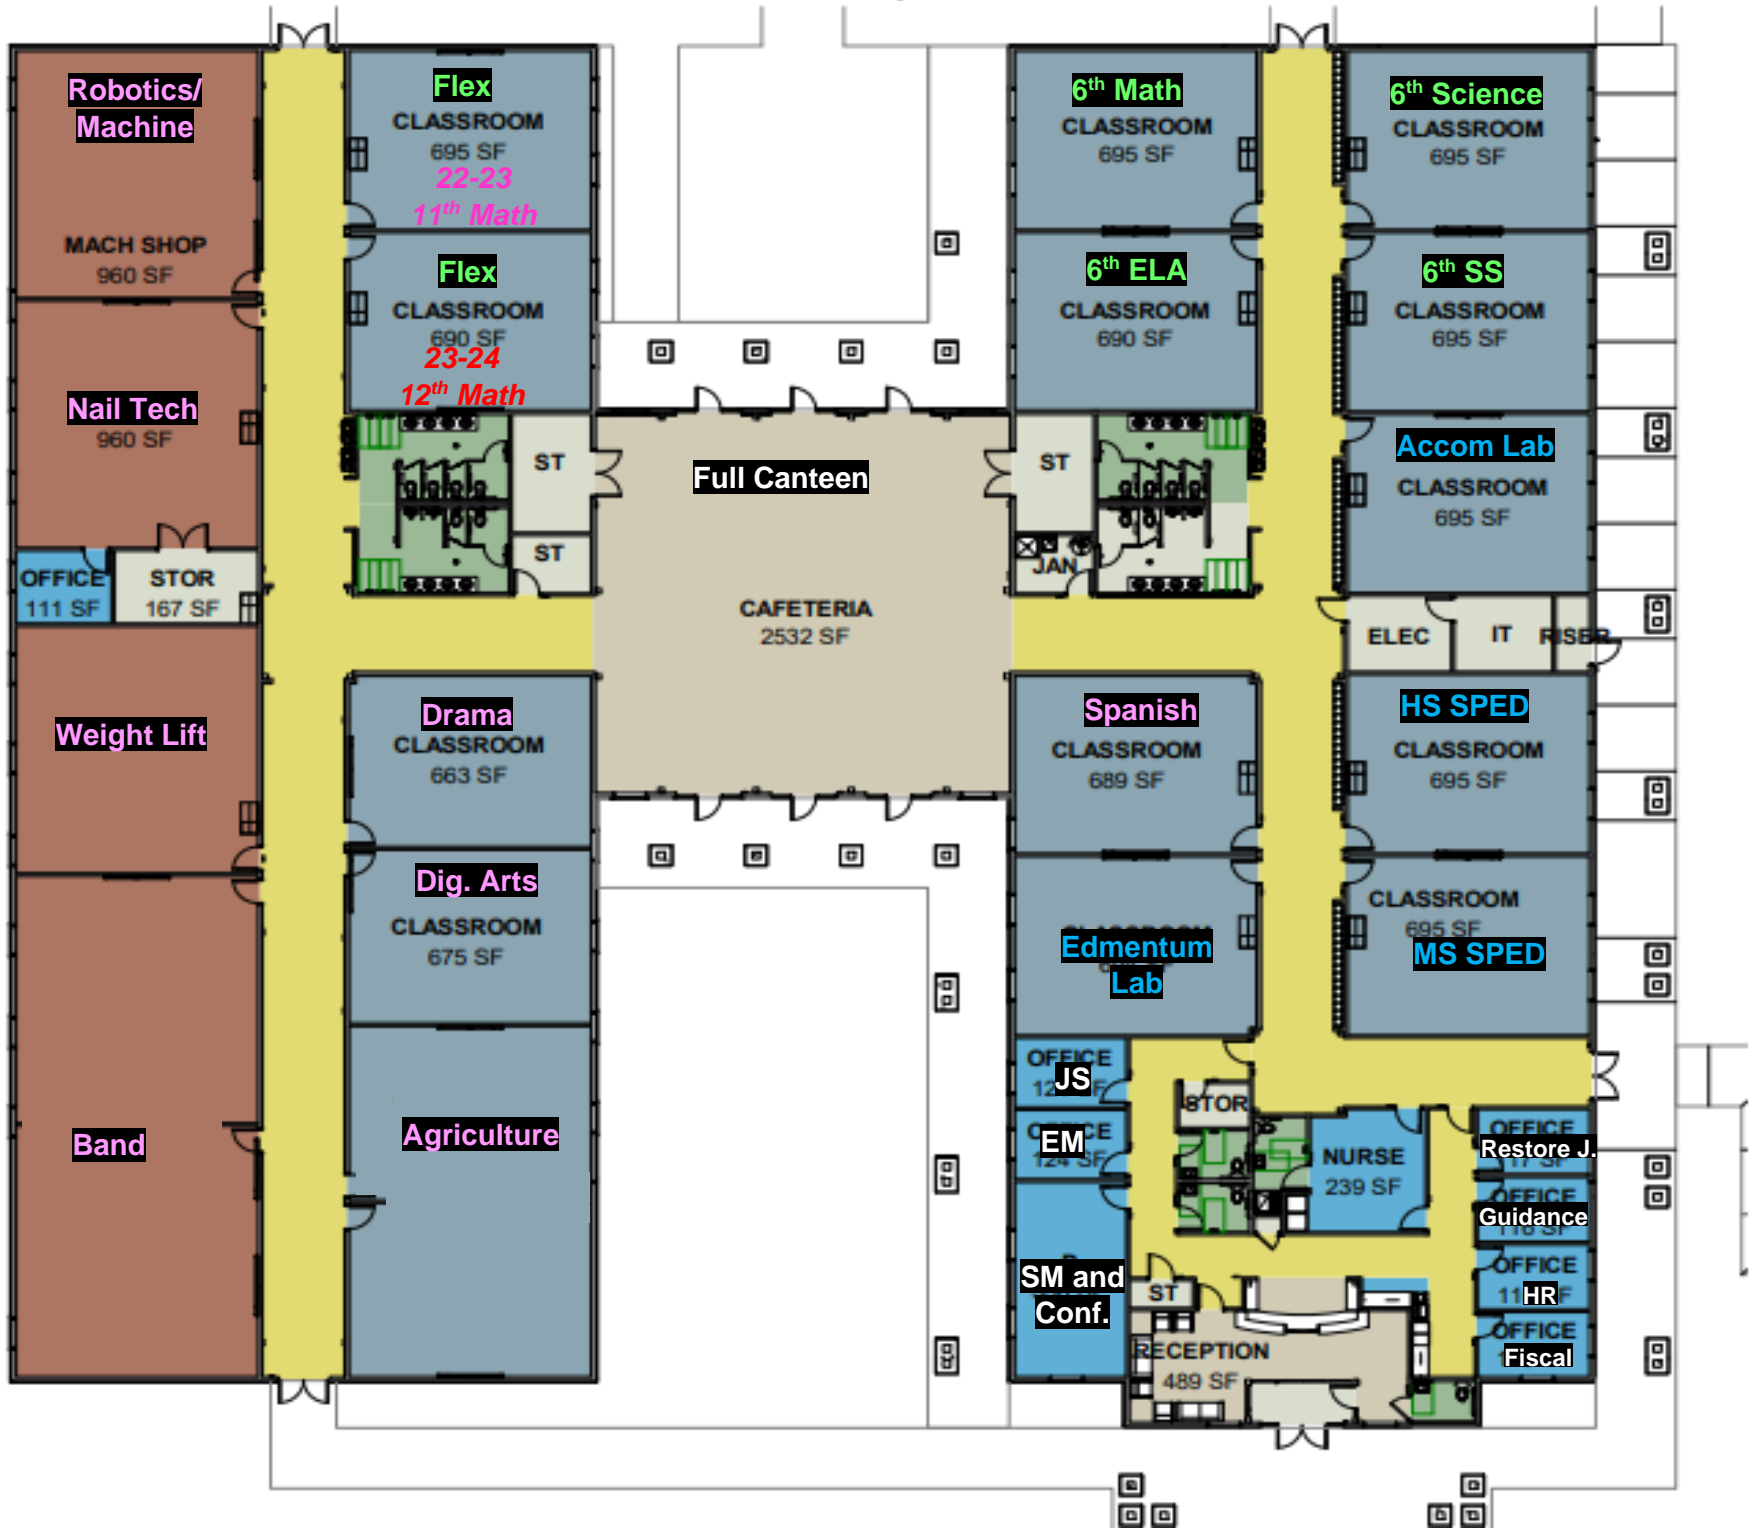 Robotics/
Machine
MACH SHOP
960 SF
Flex
CLASSROOM
695 SF
22-23
11th Math
6th Math
CLASSROOM
695 SF
6th Science
CLASSROOM
695 SF
Flex
CLASSROOM
690 SF
23-24
12th Math
6th ELA
CLASSROOM
690 SF
6th SS
CLASSROOM
695 SF
Nail Tech
960 SF
ST
Full Canteen
ST
Accom Lab
CLASSROOM
695 SF
ST
JAN
OFFICE
111 SF
STOR
167 SF
CAFETERIA
2532 SF
ELEC
IT
RISER
Weight Lift
Drama
CLASSROOM
663 SF
Spanish
CLASSROOM
689 SF
HS SPED
CLASSROOM
695 SF
Dig. Arts
CLASSROOM
675 SF
Edmentum
Lab
CLASSROOM
695 SF
MS SPED
Band
Agriculture
OFFICE
JS
STOR
OFFICE
EM
124 SF
NURSE
239 SF
OFFICE
Restore J.
OFFICE
Guidance
116 SF
SM and
Conf.
ST
OFFICE
HR
RECEPTION
489 SF
OFFICE
Fiscal